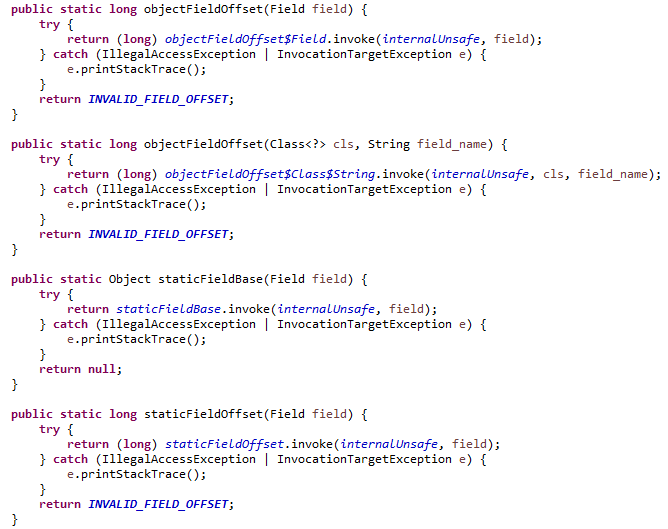 public static long objectFieldOffset(Field field) {
    try {
        return (long) objectFieldOffset$Field.invoke(internalUnsafe, field);
    } catch (IllegalAccessException | InvocationTargetException e) {
        e.printStackTrace();
    }
    return INVALID_FIELD_OFFSET;
}

public static long objectFieldOffset(Class<?> cls, String field_name) {
    try {
        return (long) objectFieldOffset$Class$String.invoke(internalUnsafe, cls, field_name);
    } catch (IllegalAccessException | InvocationTargetException e) {
        e.printStackTrace();
    }
    return INVALID_FIELD_OFFSET;
}

public static Object staticFieldBase(Field field) {
    try {
        return staticFieldBase.invoke(internalUnsafe, field);
    } catch (IllegalAccessException | InvocationTargetException e) {
        e.printStackTrace();
    }
    return null;
}

public static long staticFieldOffset(Field field) {
    try {
        return (long) staticFieldOffset.invoke(internalUnsafe, field);
    } catch (IllegalAccessException | InvocationTargetException e) {
        e.printStackTrace();
    }
    return INVALID_FIELD_OFFSET;
}